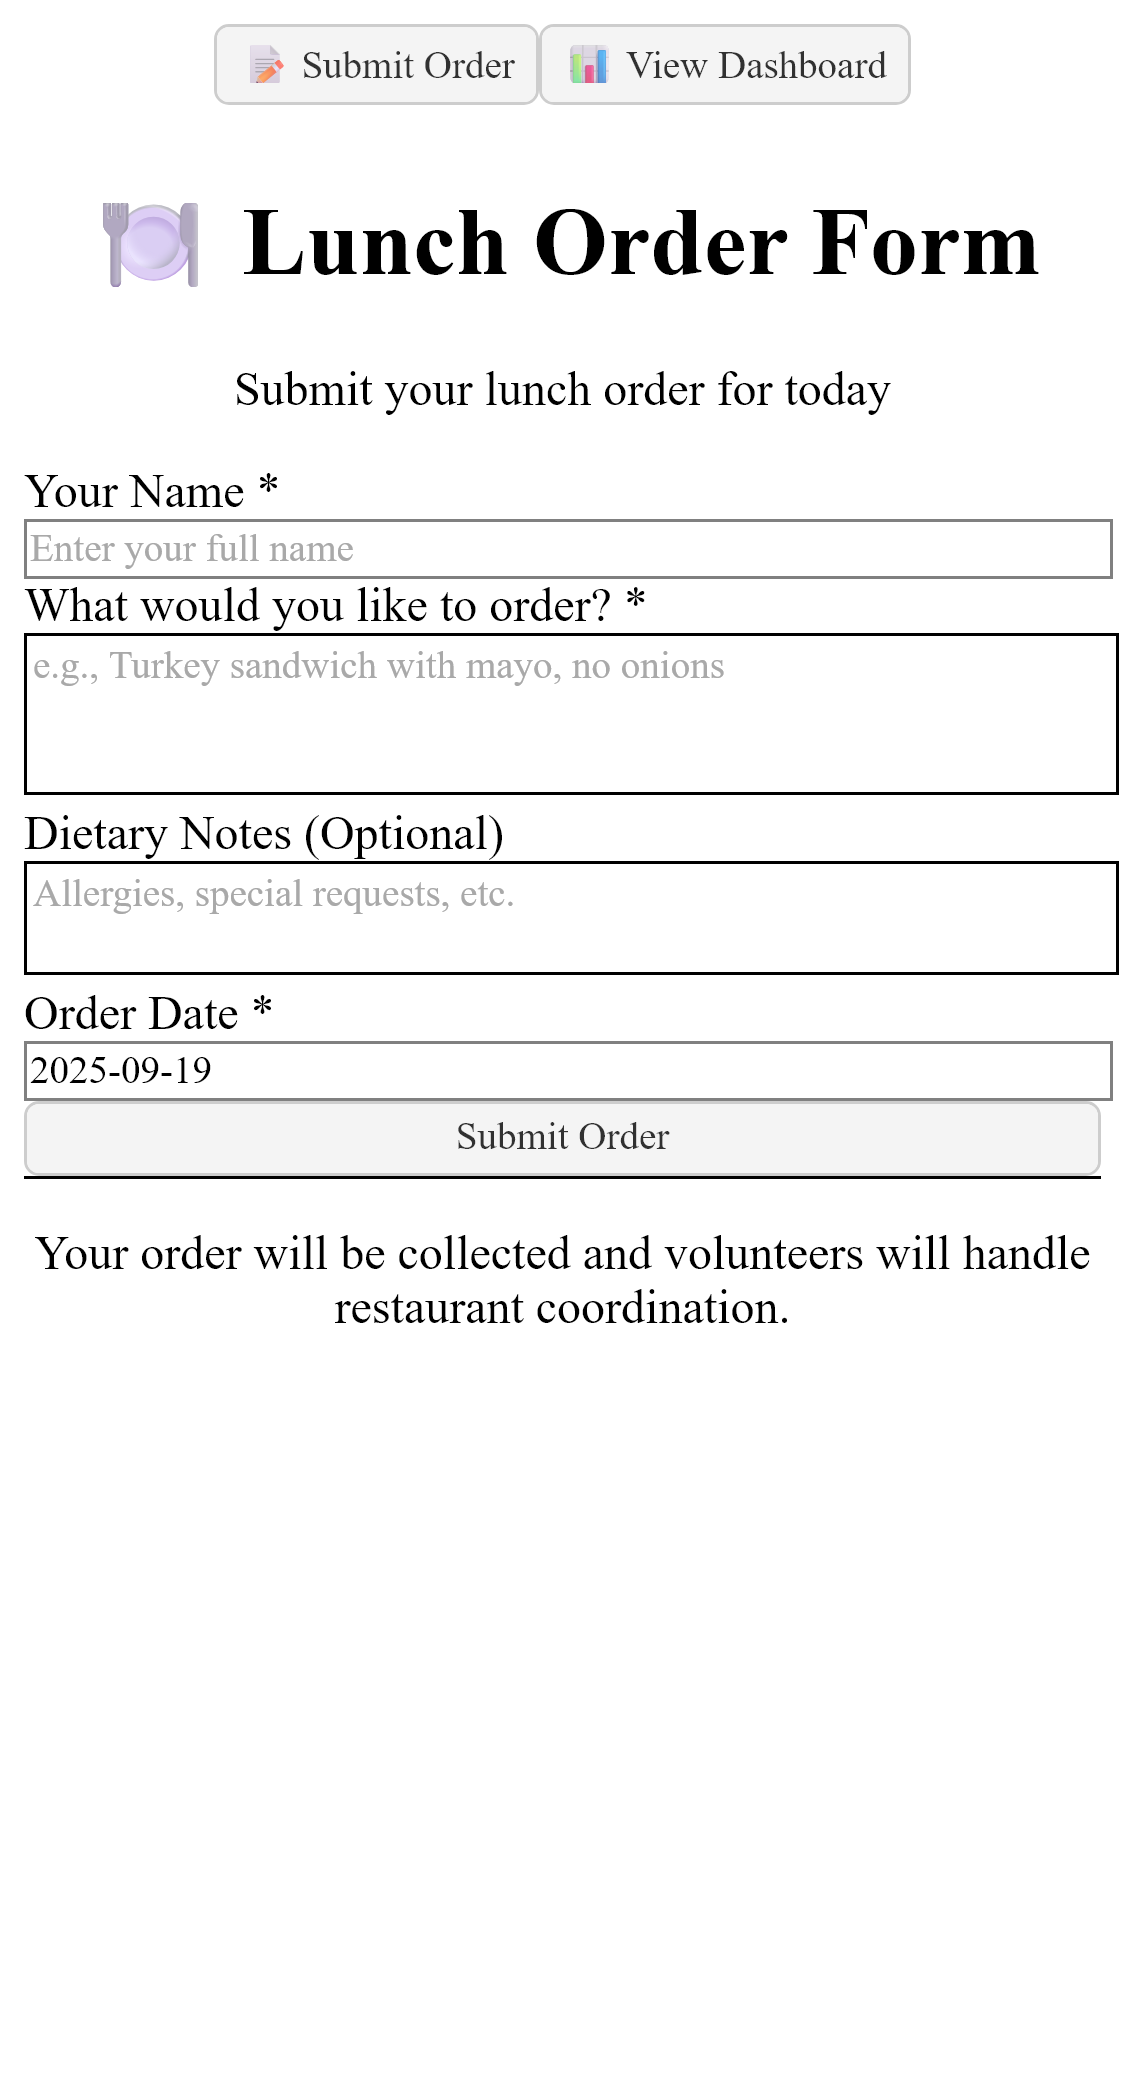 Submit Order
View Dashboard
Lunch Order Form
Submit your lunch order for today
Your Name *
Enter your full name
What would you like to order? *
e.g., Turkey sandwich with mayo, no onions
Dietary Notes (Optional)
Allergies, special requests, etc.
Order Date *
2025-09-19
Submit Order
Your order will be collected and volunteers will handle
restaurant coordination.